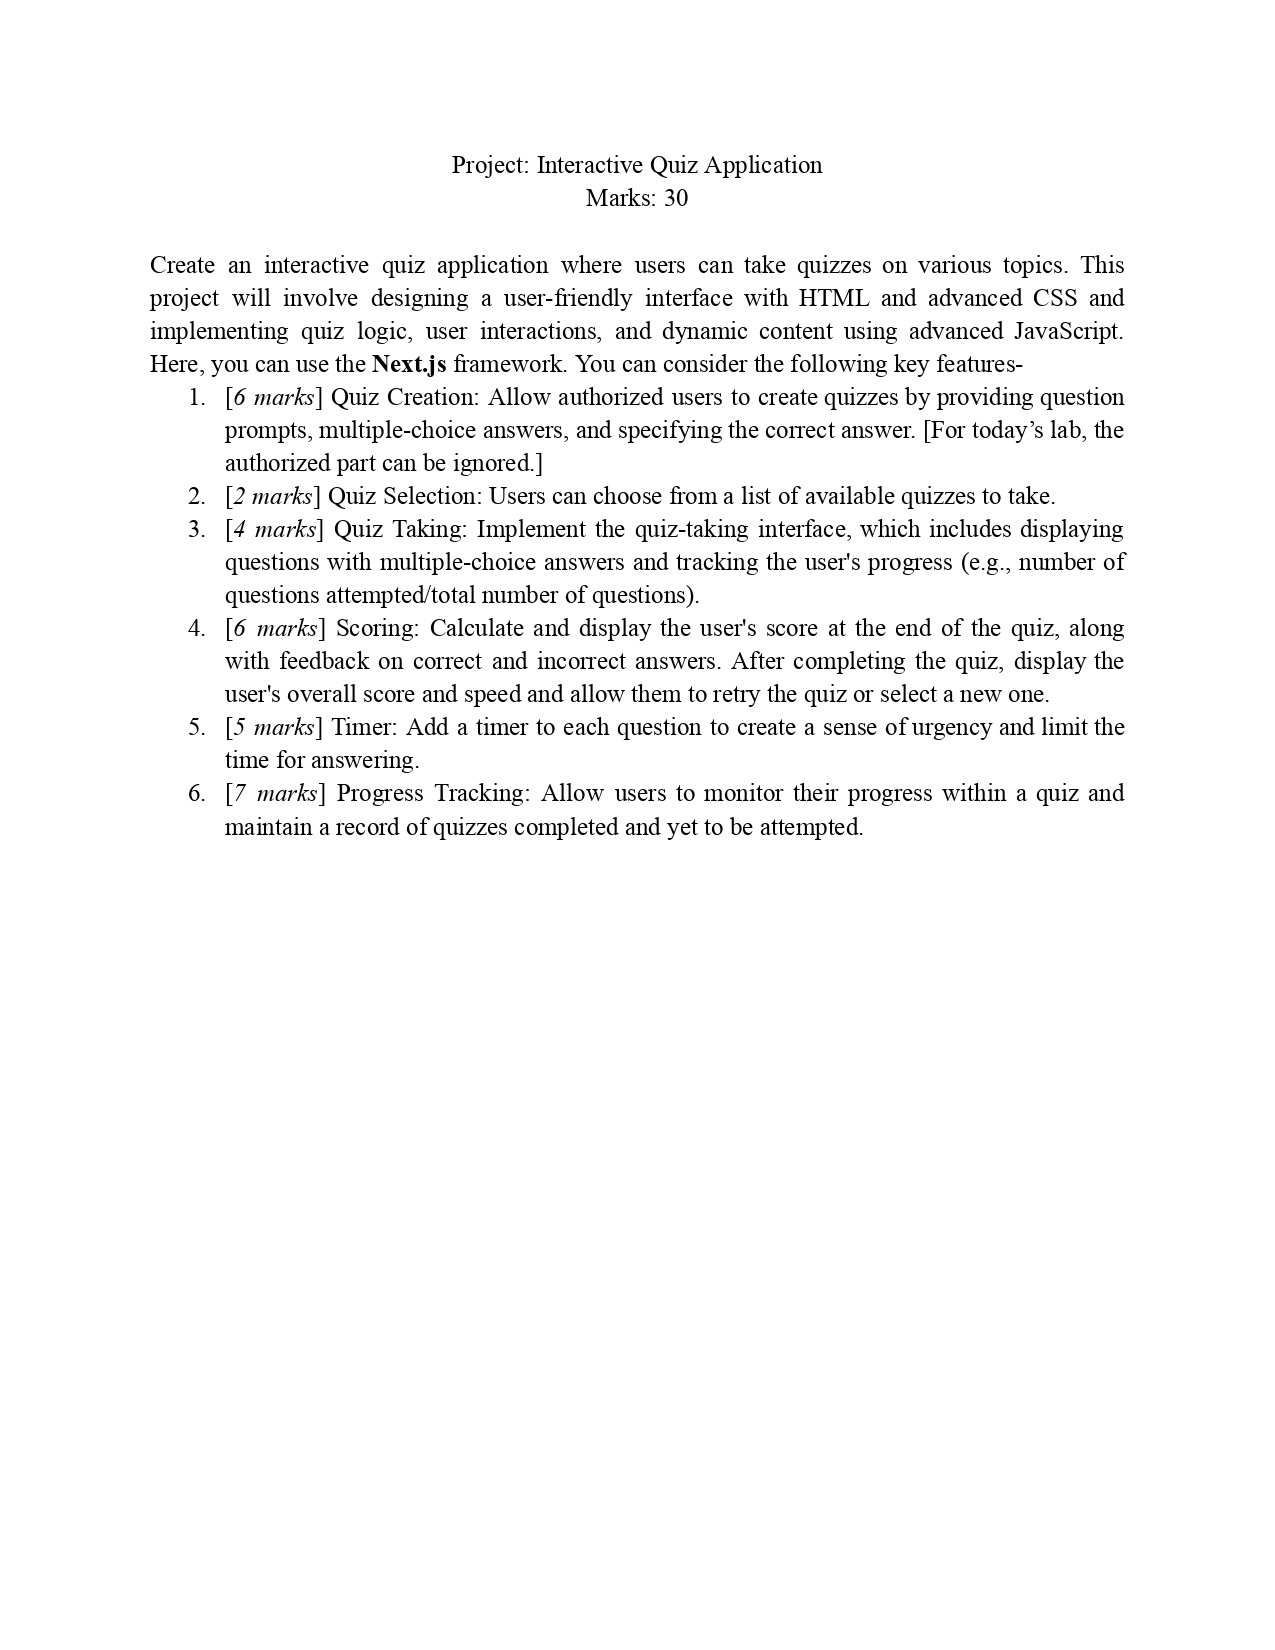 Project: Interactive Quiz Application
Marks: 30
Create an interactive quiz application where users can take quizzes on various topics. This
project will involve designing a user-friendly interface with HTML and advanced CSS and
implementing quiz logic, user interactions, and dynamic content using advanced JavaScript.
Here, you can use the Next.js framework. You can consider the following key features-
1. [6 marks] Quiz Creation: Allow authorized users to create quizzes by providing question
prompts, multiple-choice answers, and specifying the correct answer. [For today’s lab, the
authorized part can be ignored.]
2. [2 marks] Quiz Selection: Users can choose from a list of available quizzes to take.
3. [4 marks] Quiz Taking: Implement the quiz-taking interface, which includes displaying
questions with multiple-choice answers and tracking the user's progress (e.g., number of
questions attempted/total number of questions).
4. [6 marks] Scoring: Calculate and display the user's score at the end of the quiz, along
with feedback on correct and incorrect answers. After completing the quiz, display the
user's overall score and speed and allow them to retry the quiz or select a new one.
5. [5 marks] Timer: Add a timer to each question to create a sense of urgency and limit the
time for answering.
6. [7 marks] Progress Tracking: Allow users to monitor their progress within a quiz and
maintain a record of quizzes completed and yet to be attempted.